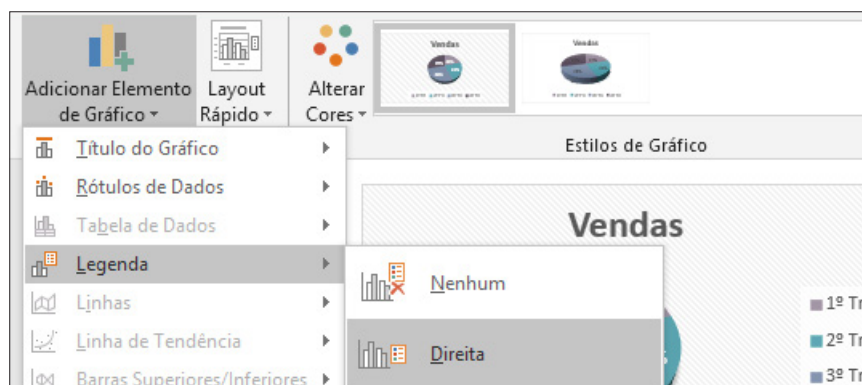 Adicionar Elemento
de Gráfico
Layout
Rápido
Alterar
Cores
Vendas
Vendas
Estilos de Gráfico
Título do Gráfico
Rótulos de Dados
Tabela de Dados
Legenda
Linhas
Linha de Tendência
Barras Superiores/Inferiores
Nenhum
Direita
Vendas
1º Tr
2º Tr
3º Tr